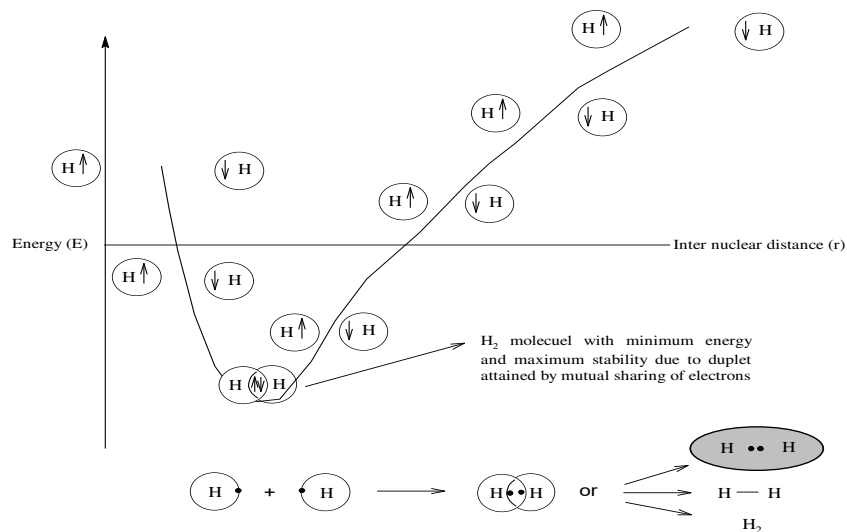 H H
H H
H H
H H
H H
Energy (E) Inter nuclear distance (r)
H H
H H
H₂ molecuel with minimum energy
and maximum stability due to duplet
attained by mutual sharing of electrons
H H
H H
H + H H H or
H — H
H₂